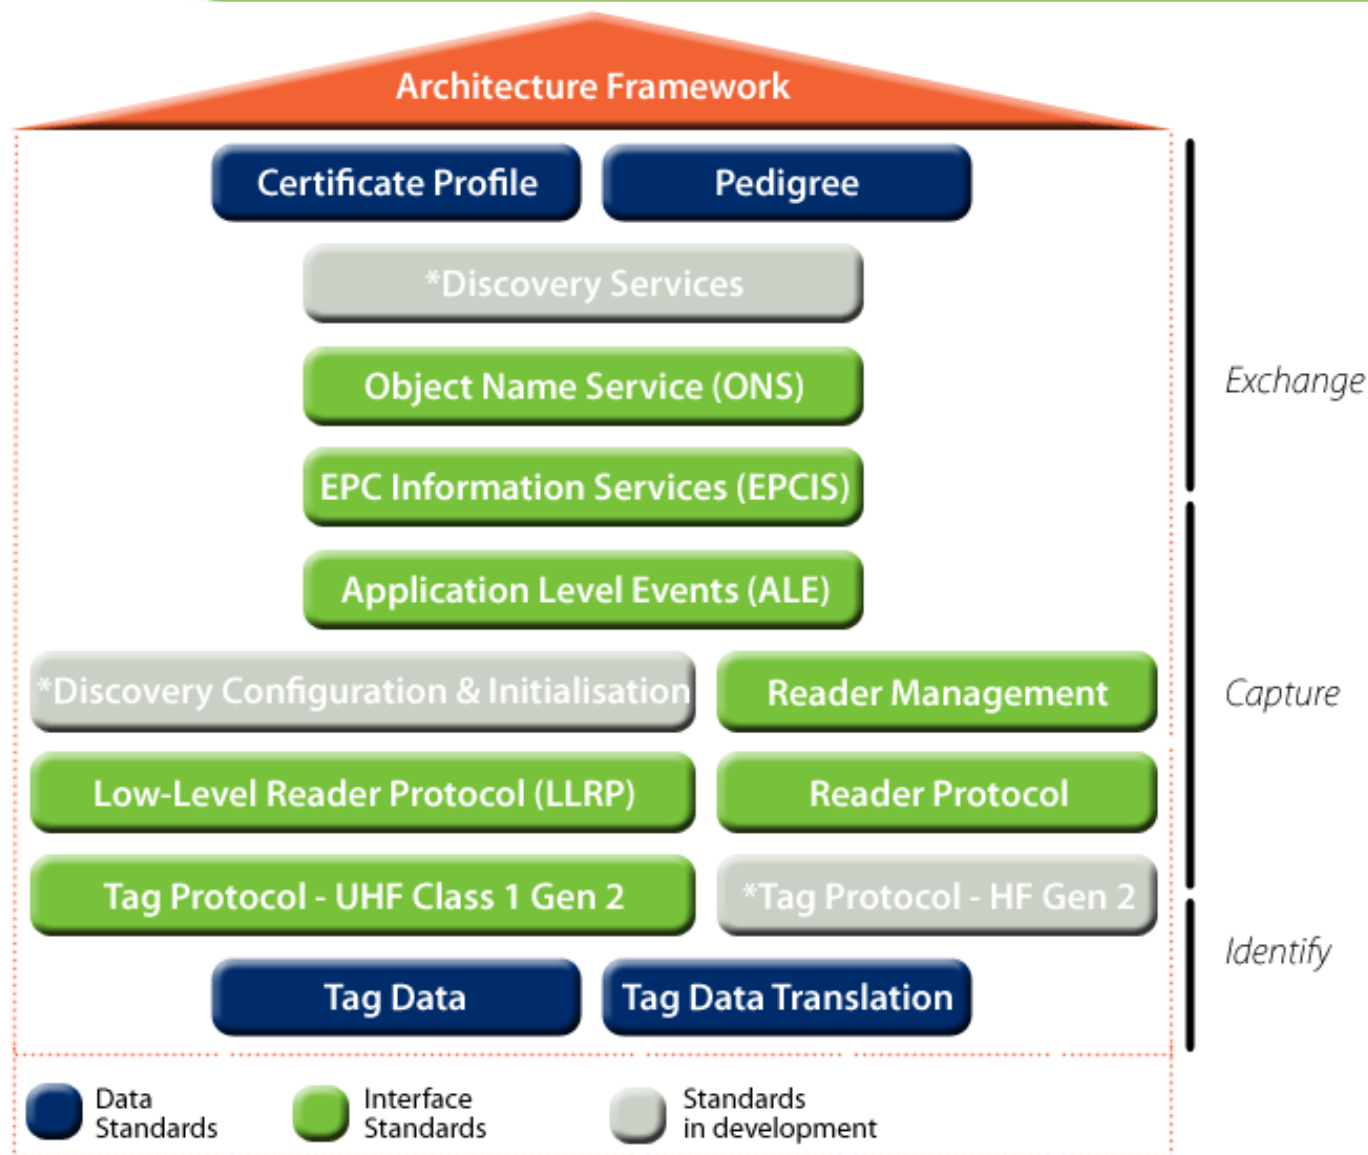 Architecture Framework
Certificate Profile
Pedigree
*Discovery Services
Object Name Service (ONS)
Exchange
EPC Information Services (EPCIS)
Application Level Events (ALE)
*Discovery Configuration & Initialisation
Reader Management
Capture
Low-Level Reader Protocol (LLRP)
Reader Protocol
Tag Protocol - UHF Class 1 Gen 2
*Tag Protocol - HF Gen 2
Identify
Tag Data
Tag Data Translation
Data
Standards
Interface
Standards
Standards
in development